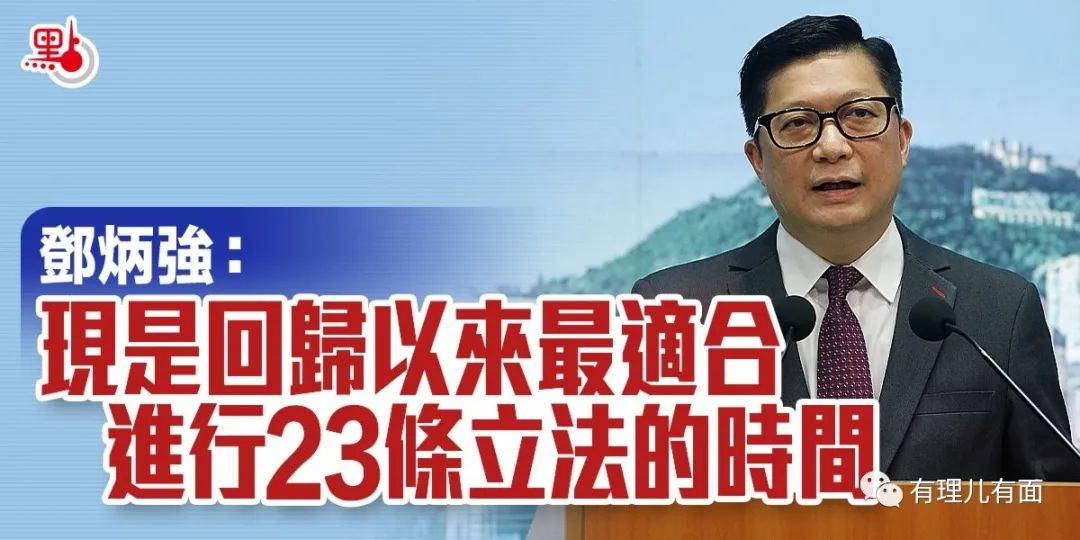 點
鄧炳強：
現是回歸以來最適合
進行23條立法的時間
有理儿有面